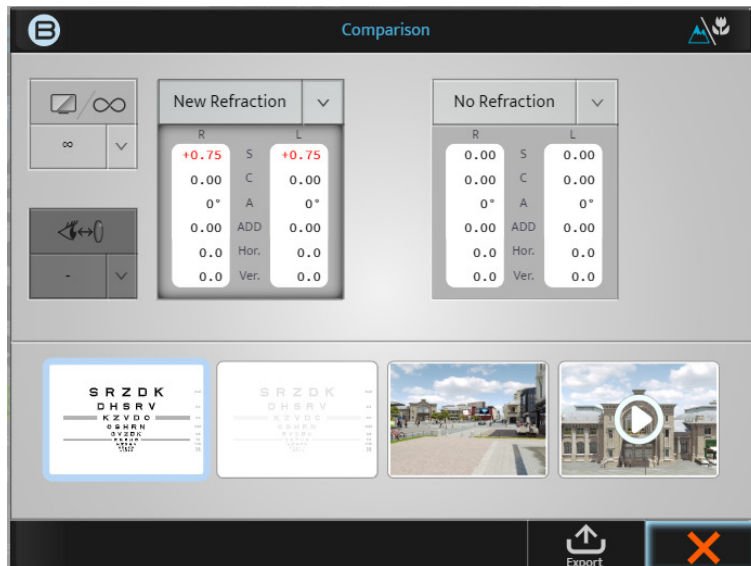 B
Comparison
∞
New Refraction
No Refraction
R L
R L
+0.75 S +0.75
0.00 S 0.00
0.00 C 0.00
0.00 C 0.00
0° A 0°
0° A 0°
0.00 ADD 0.00
0.00 ADD 0.00
0.0 Hor. 0.0
0.0 Hor. 0.0
0.0 Ver. 0.0
0.0 Ver. 0.0
∞
-
S R Z D K
D H S R V
K Z V D C
S R Z D K
D H S R V
K Z V D C
Export